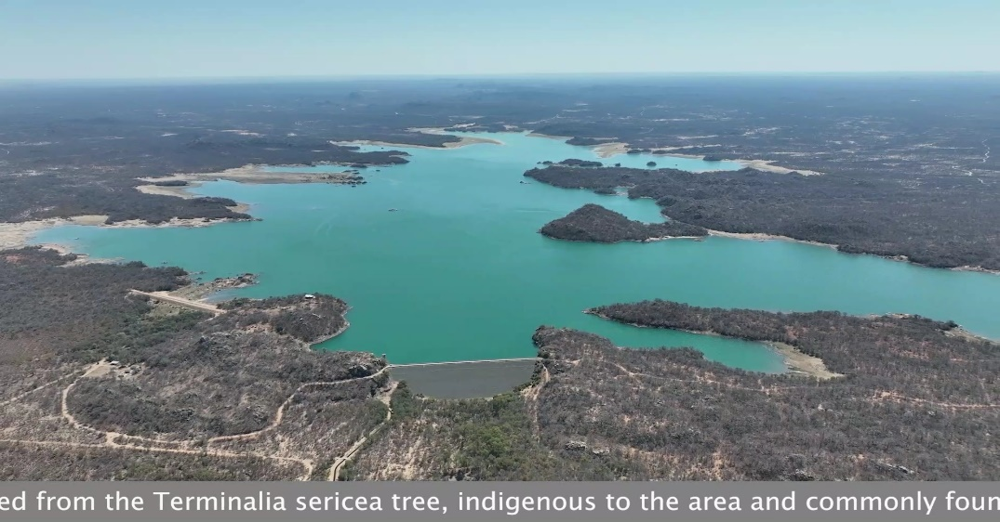 ed from the Terminalia sericea tree, indigenous to the area and commonly foun